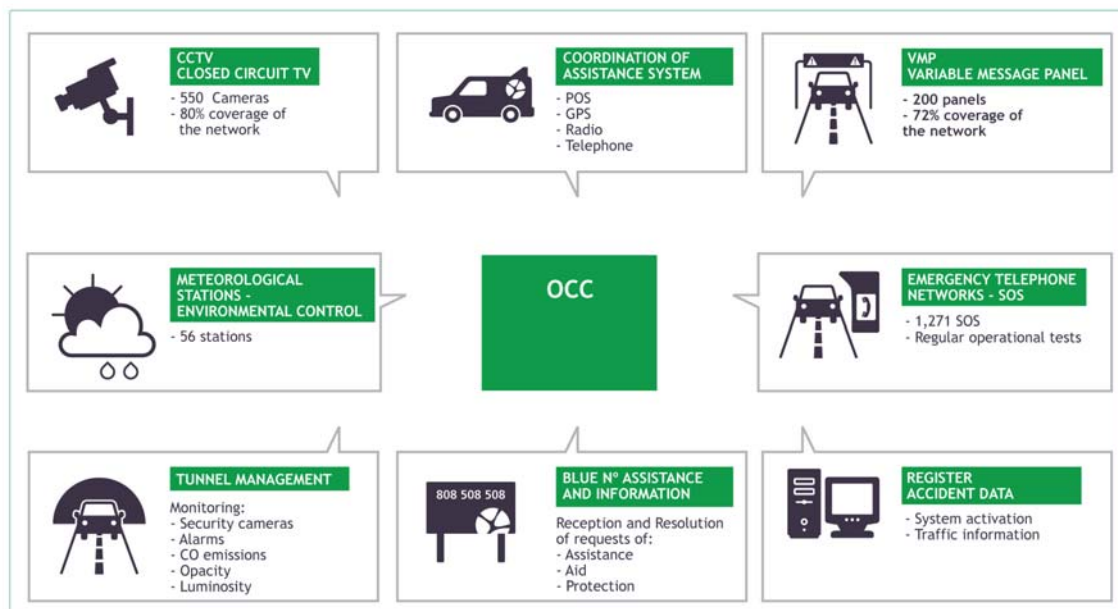 CCTV
CLOSED CIRCUIT TV
- 550 Cameras
- 80% coverage of
the network
COORDINATION OF
ASSISTANCE SYSTEM
- POS
- GPS
- Radio
- Telephone
VMP
VARIABLE MESSAGE PANEL
- 200 panels
- 72% coverage of
the network
METEOROLOGICAL
STATIONS -
ENVIRONMENTAL CONTROL
- 56 stations
OCC
EMERGENCY TELEPHONE
NETWORKS - SOS
- 1,271 SOS
- Regular operational tests
TUNNEL MANAGEMENT
Monitoring:
- Security cameras
- Alarms
- CO emissions
- Opacity
- Luminosity
808 508 508
BLUE Nº ASSISTANCE
AND INFORMATION
Reception and Resolution
of requests of:
- Assistance
- Aid
- Protection
REGISTER
ACCIDENT DATA
- System activation
- Traffic information